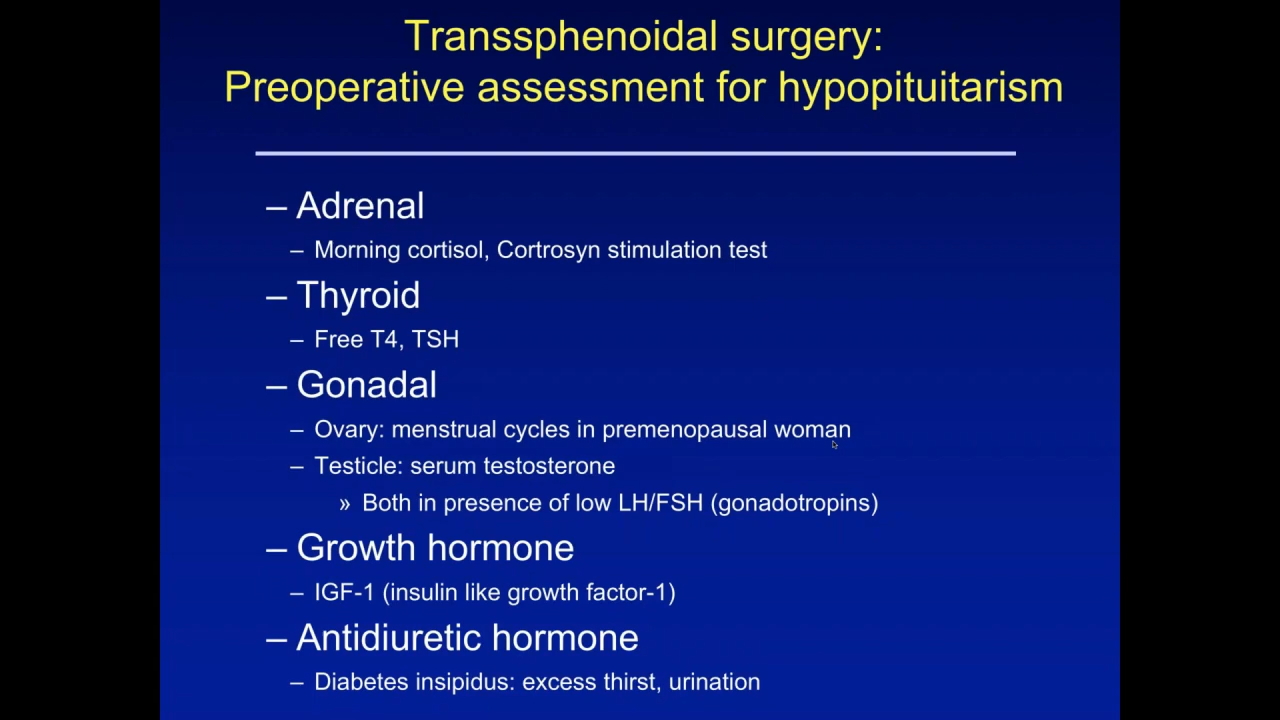 Transsphenoidal surgery:
Preoperative assessment for hypopituitarism
– Adrenal
– Morning cortisol, Cortrosyn stimulation test
– Thyroid
– Free T4, TSH
– Gonadal
– Ovary: menstrual cycles in premenopausal woman
– Testicle: serum testosterone
» Both in presence of low LH/FSH (gonadotropins)
– Growth hormone
– IGF-1 (insulin like growth factor-1)
– Antidiuretic hormone
– Diabetes insipidus: excess thirst, urination